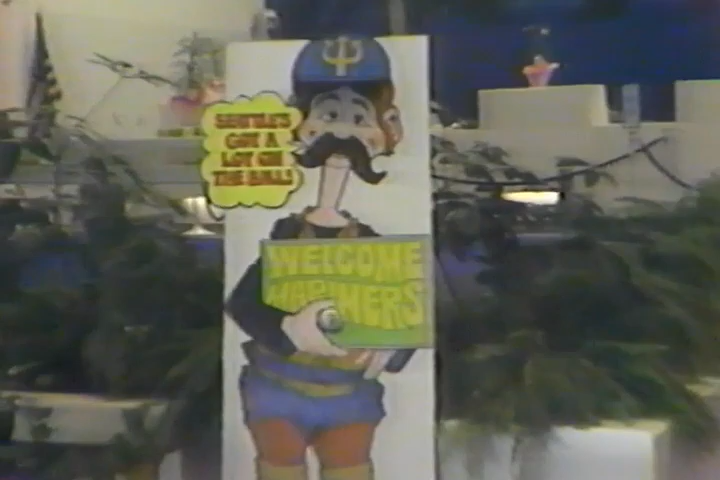 SEATTLE'S
GOT A
LOT ON
THE BALL!
WELCOME
MARINERS